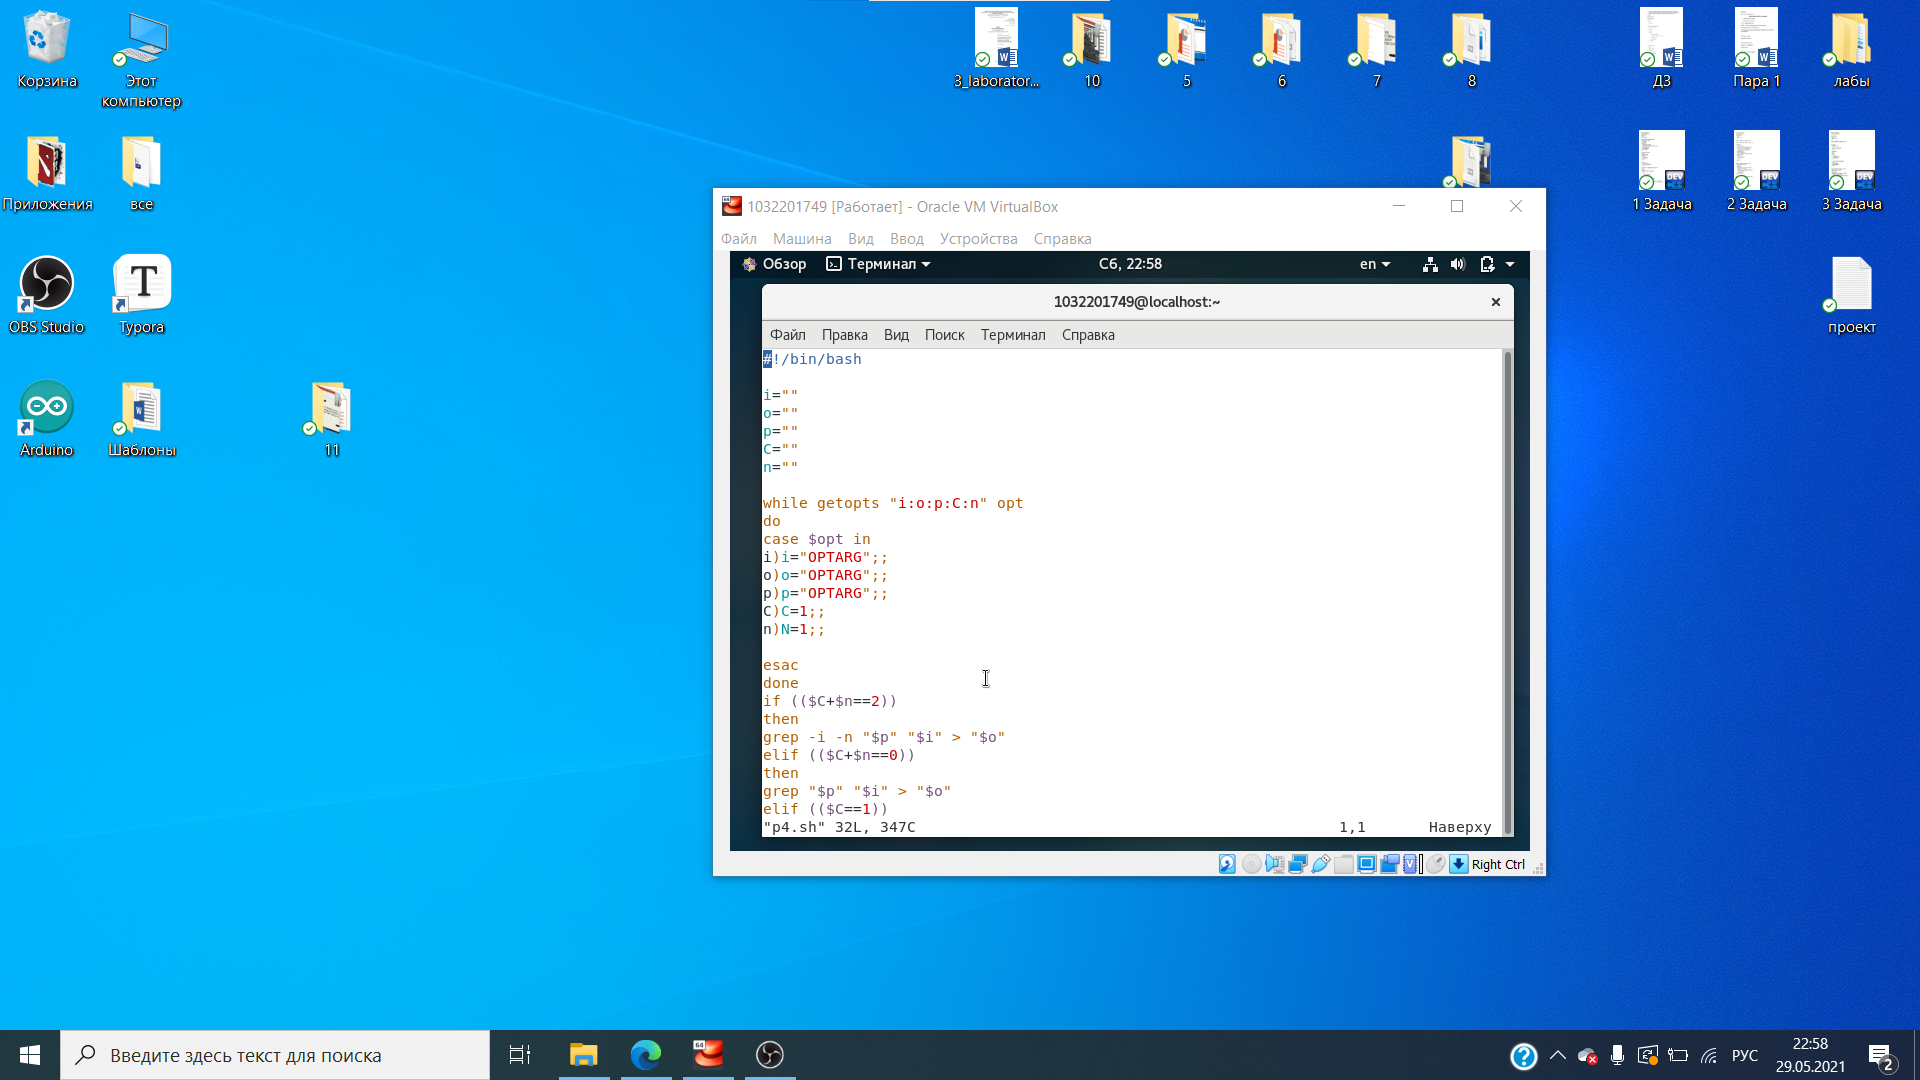 Корзина
Этот
компьютер
3_laborator...
10
5
6
7
8
ДЗ
Пара 1
лабы
Приложения
все
1 Задача
2 Задача
3 Задача
OBS Studio
Typora
проект
Arduino
Шаблоны
11
1032201749 [Работает] - Oracle VM VirtualBox
Файл Машина Вид Ввод Устройства Справка
Обзор Терминал Сб, 22:58 en
1032201749@localhost:~
Файл Правка Вид Поиск Терминал Справка
#!/bin/bash
i=""
o=""
p=""
C=""
n=""
while getopts "i:o:p:C:n" opt
do
case $opt in
i)i="OPTARG";;
o)o="OPTARG";;
p)p="OPTARG";;
C)C=1;;
n)N=1;;
esac
done
if (($C+$n==2))
then
grep -i -n "$p" "$i" > "$o"
elif (($C+$n==0))
then
grep "$p" "$i" > "$o"
elif (($C==1))
"p4.sh" 32L, 347C 1,1 Наверху
Right Ctrl
Введите здесь текст для поиска
64
РУС
22:58
29.05.2021
2